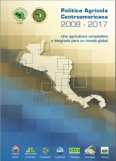 Política Agrícola
Centroamericana
2008 - 2017
Una agricultura competitiva
e integrada para un mundo global